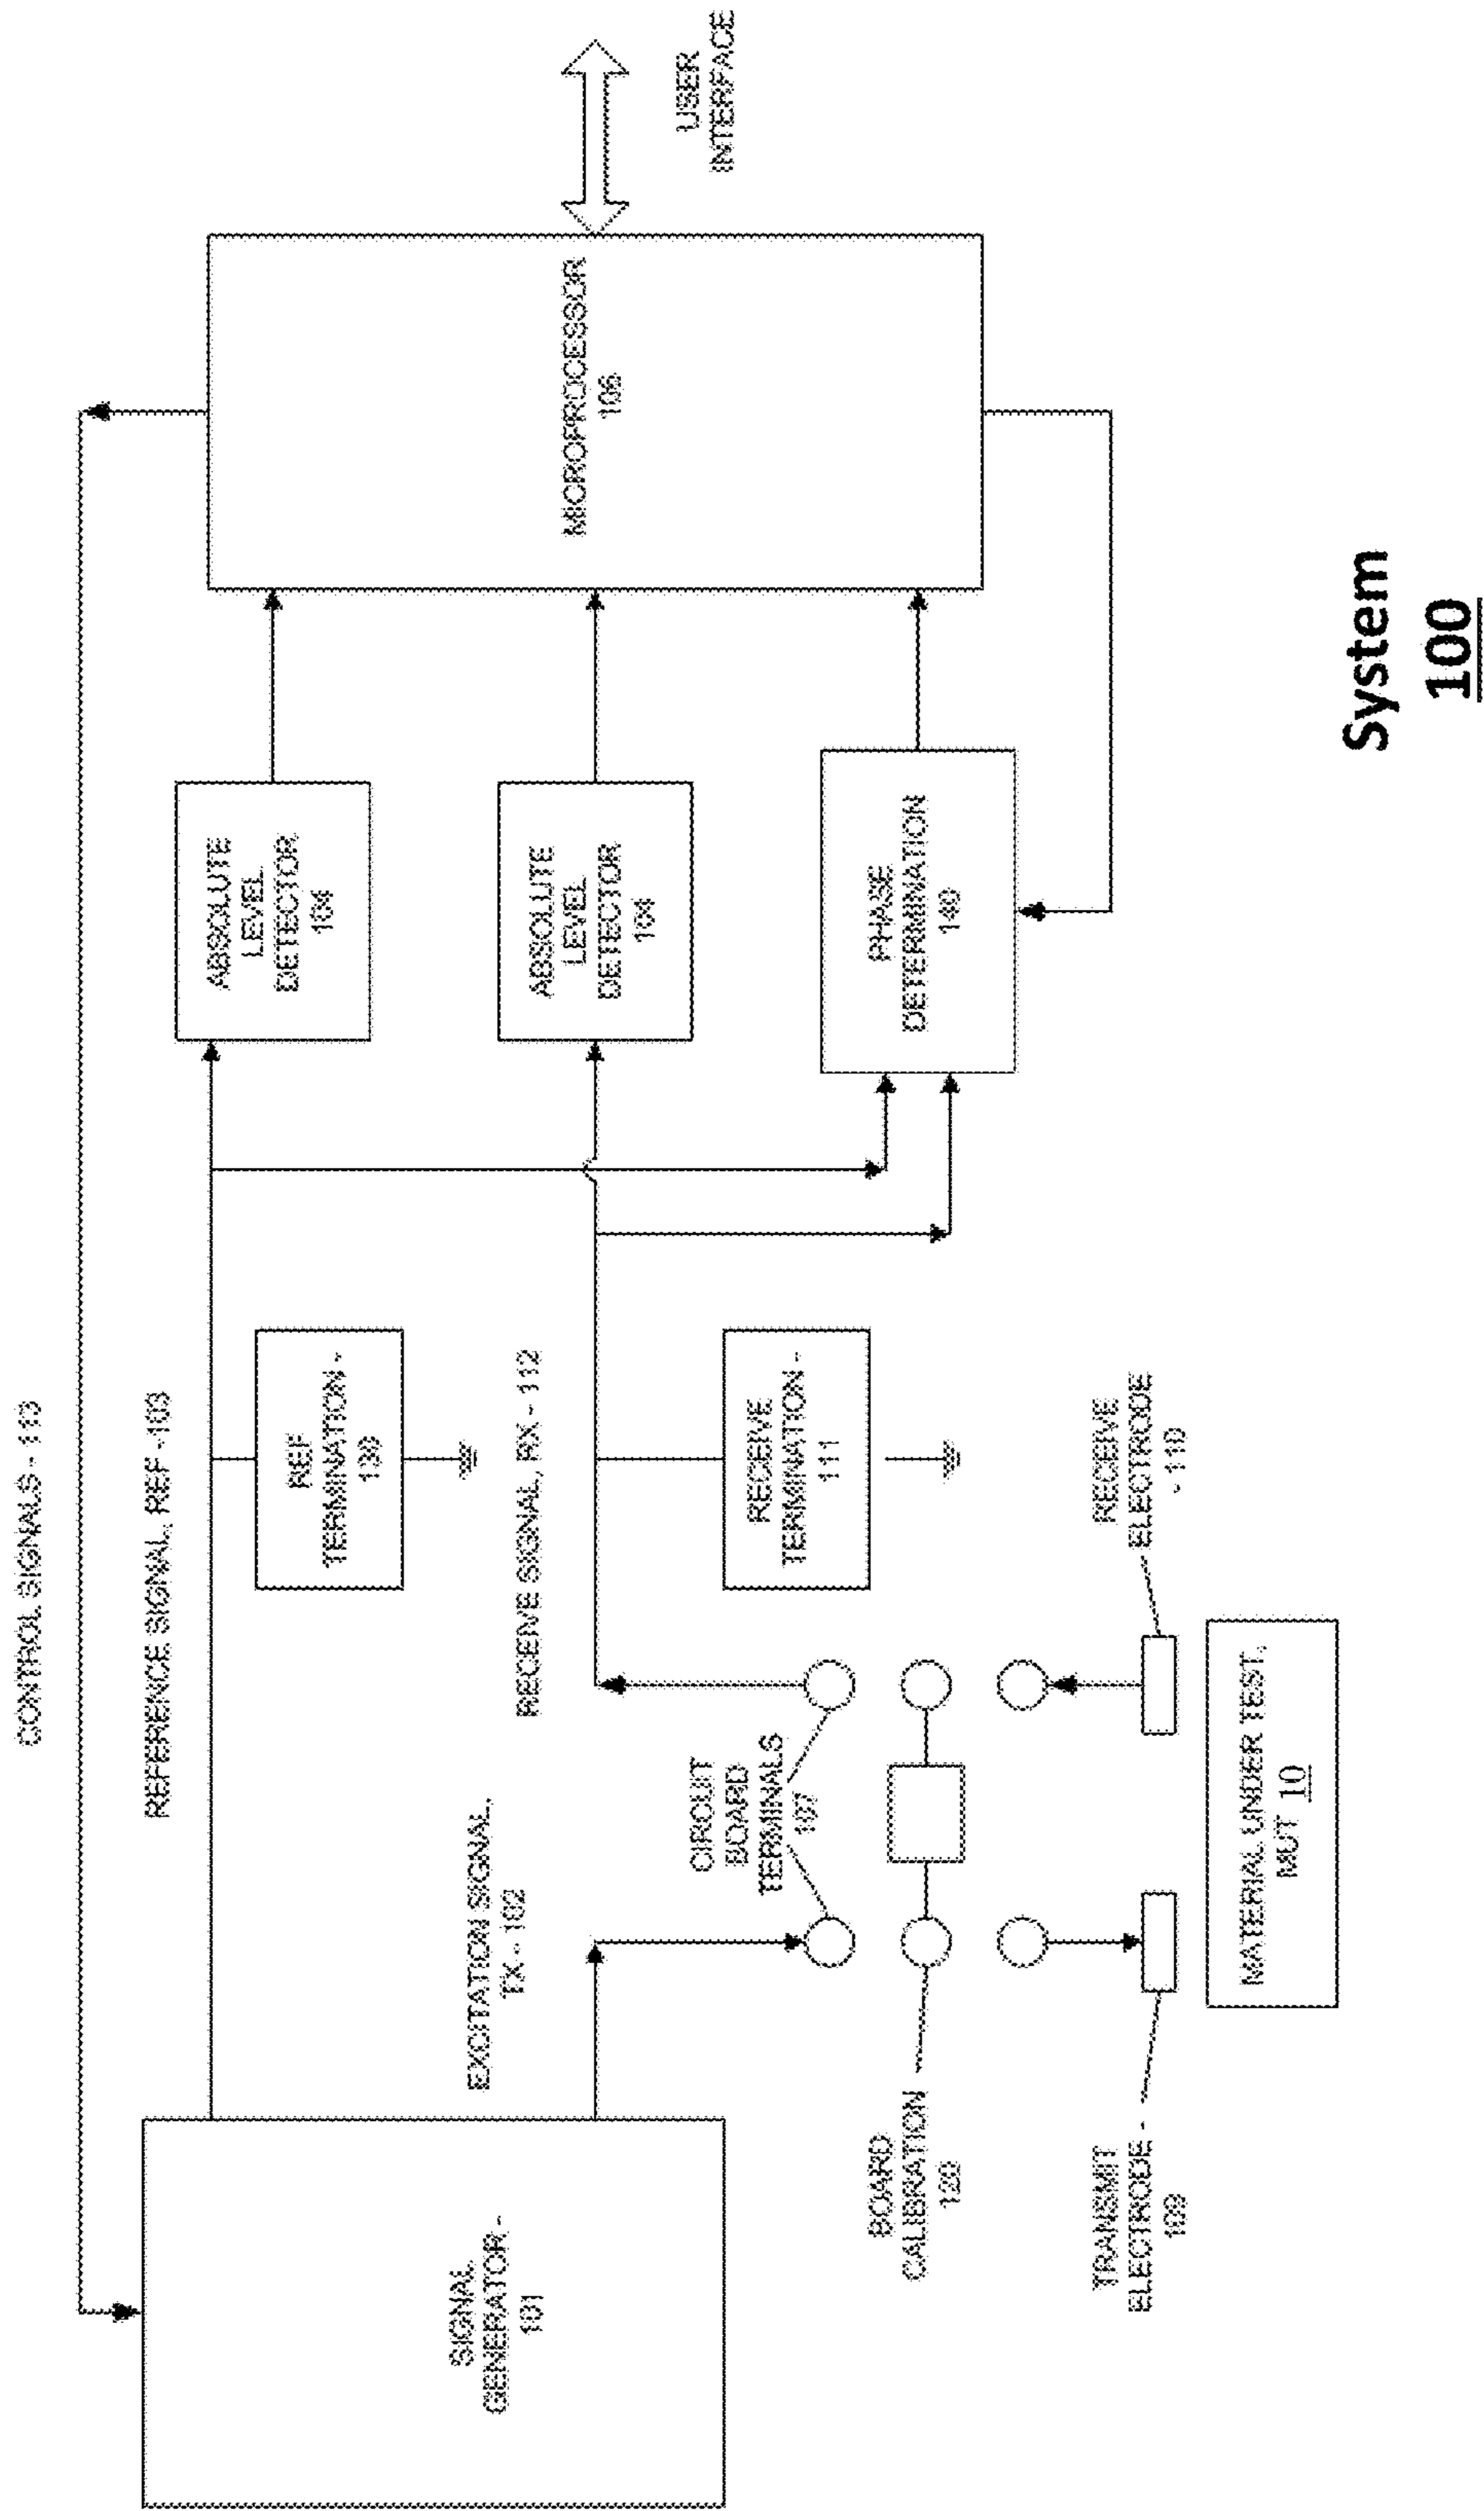 CONTROL SIGNALS - 113
REFERENCE SIGNAL, REF -103
SIGNAL
GENERATOR -
101
EXCITATION SIGNAL,
TX - 102
RECEIVE SIGNAL, RX - 112
REF
TERMINATION -
130
RECEIVE
TERMINATION -
111
ABSOLUTE
LEVEL
DETECTOR
104
ABSOLUTE
LEVEL
DETECTOR
104
PHASE
DETERMINATION
140
MICROPROCESSOR
106
USER
INTERFACE
CIRCUIT
BOARD
TERMINALS
107
BOARD
CALIBRATION
120
TRANSMIT
ELECTRODE -
109
RECEIVE
ELECTRODE
- 110
MATERIAL UNDER TEST,
MUT 10
System
100